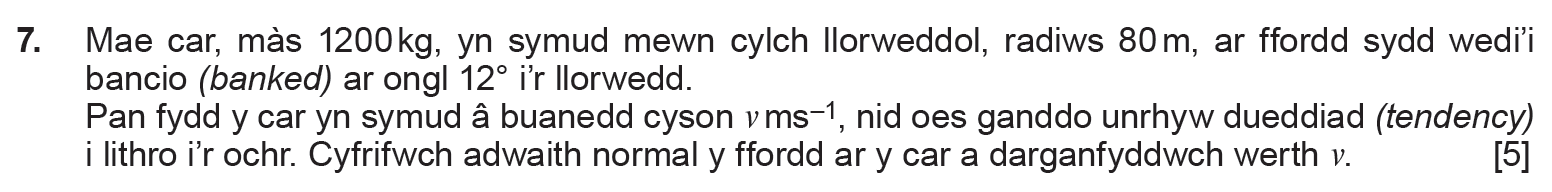 7. Mae car, màs 1200 kg, yn symud mewn cylch llorweddol, radiws 80 m, ar ffordd sydd wedi'i
bancio (banked) ar ongl 12° i'r llorwedd.
Pan fydd y car yn symud â buanedd cyson v ms⁻¹, nid oes ganddo unrhyw dueddiad (tendency)
i lithro i'r ochr. Cyfrifwch adwaith normal y ffordd ar y car a darganfyddwch werth v. [5]